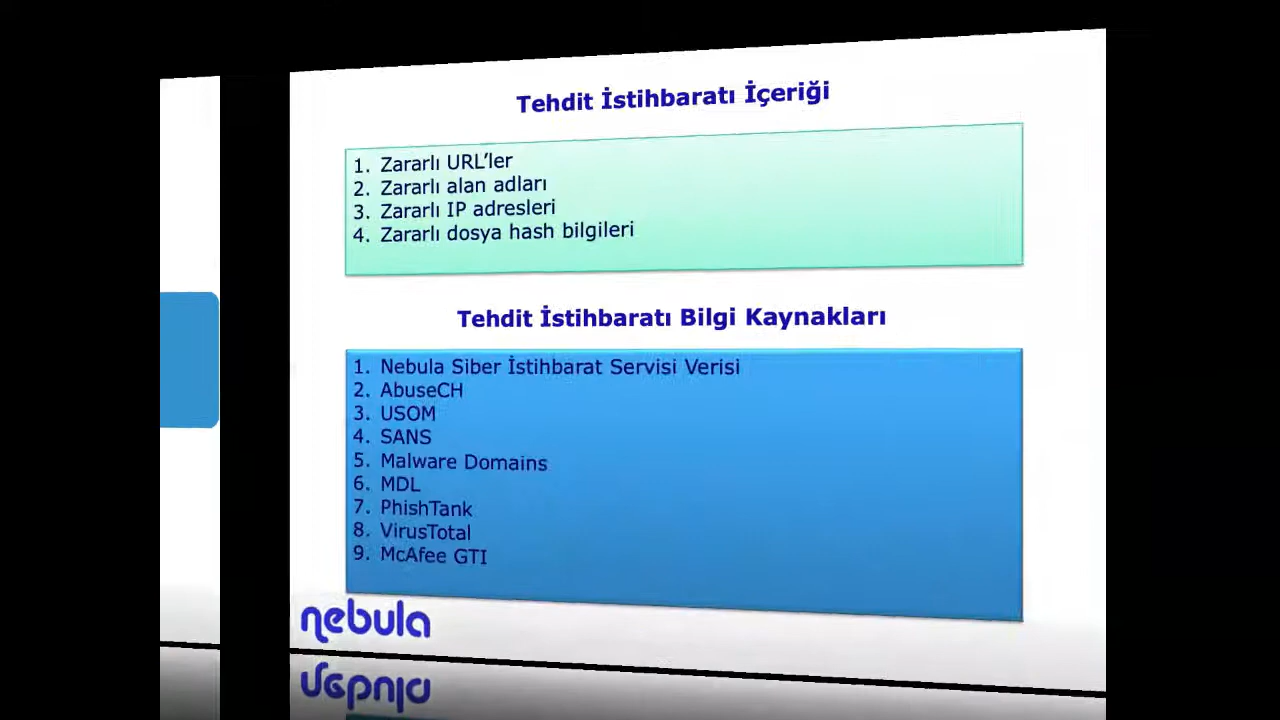 Tehdit İstihbaratı İçeriği
1. Zararlı URL’ler
2. Zararlı alan adları
3. Zararlı IP adresleri
4. Zararlı dosya hash bilgileri
Tehdit İstihbaratı Bilgi Kaynakları
1. Nebula Siber İstihbarat Servisi Verisi
2. AbuseCH
3. USOM
4. SANS
5. Malware Domains
6. MDL
7. PhishTank
8. VirusTotal
9. McAfee GTI
nebula